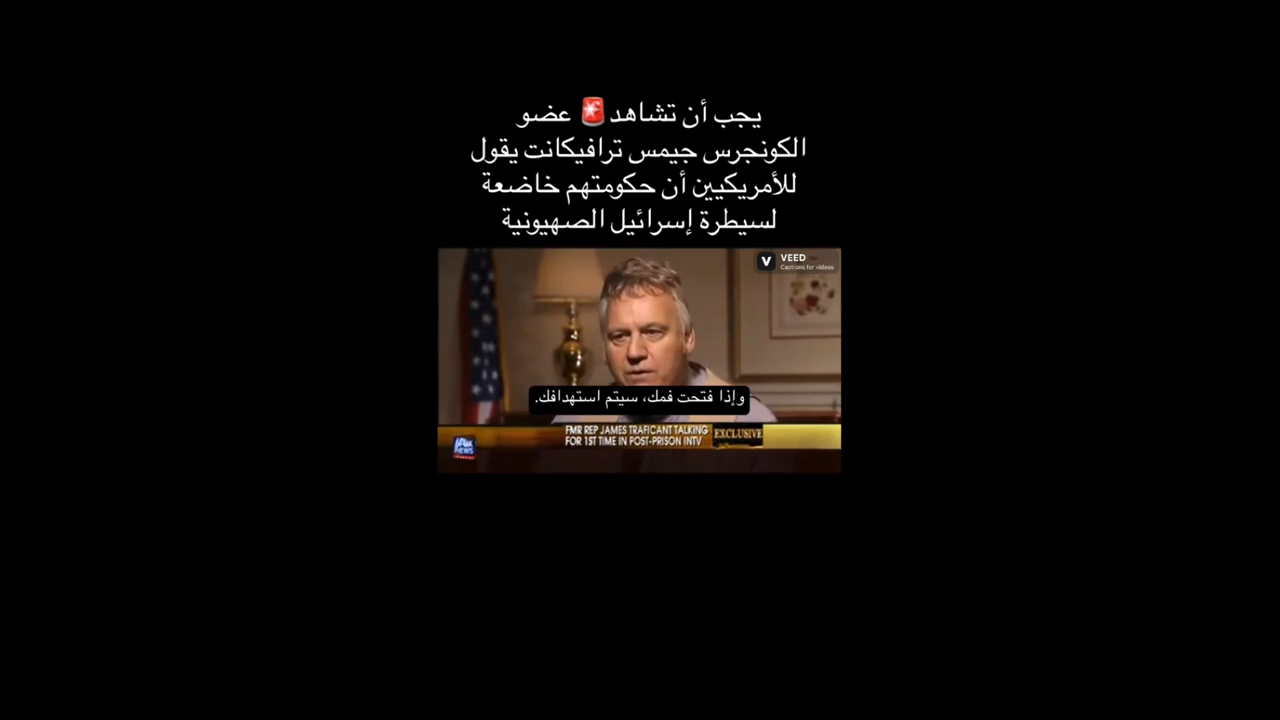 يجب أن تشاهد🚨 عضو
الكونجرس جيمس ترافيكانت يقول
للأمريكيين أن حكومتهم خاضعة
لسيطرة إسرائيل الصهيونية
VEED
Captions for videos
وإذا فتحت فمك، سيتم استهدافك.
FMR REP JAMES TRAFICANT TALKING
FOR 1ST TIME IN POST-PRISON INTV
EXCLUSIVE
FOX
NEWS